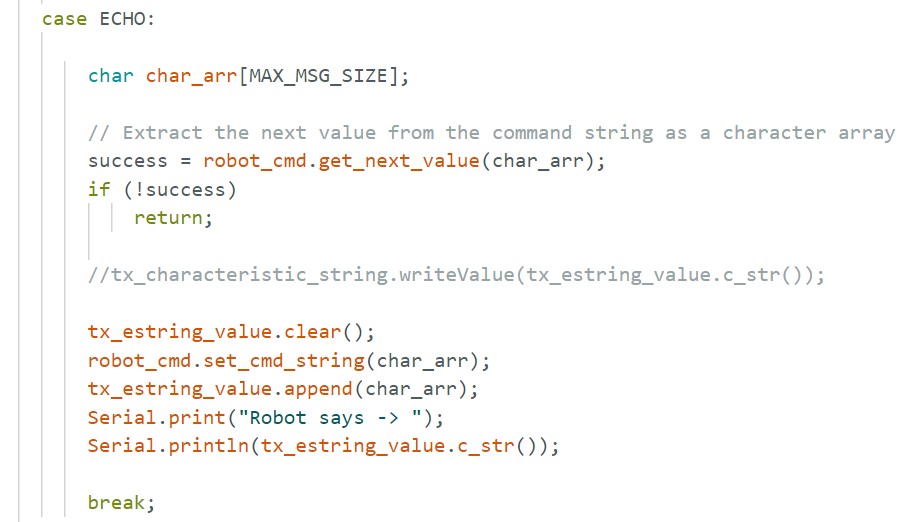 case ECHO:
char char_arr[MAX_MSG_SIZE];
// Extract the next value from the command string as a character array
success = robot_cmd.get_next_value(char_arr);
if (!success)
return;
//tx_characteristic_string.writeValue(tx_estring_value.c_str());
tx_estring_value.clear();
robot_cmd.set_cmd_string(char_arr);
tx_estring_value.append(char_arr);
Serial.print("Robot says -> ");
Serial.println(tx_estring_value.c_str());
break;